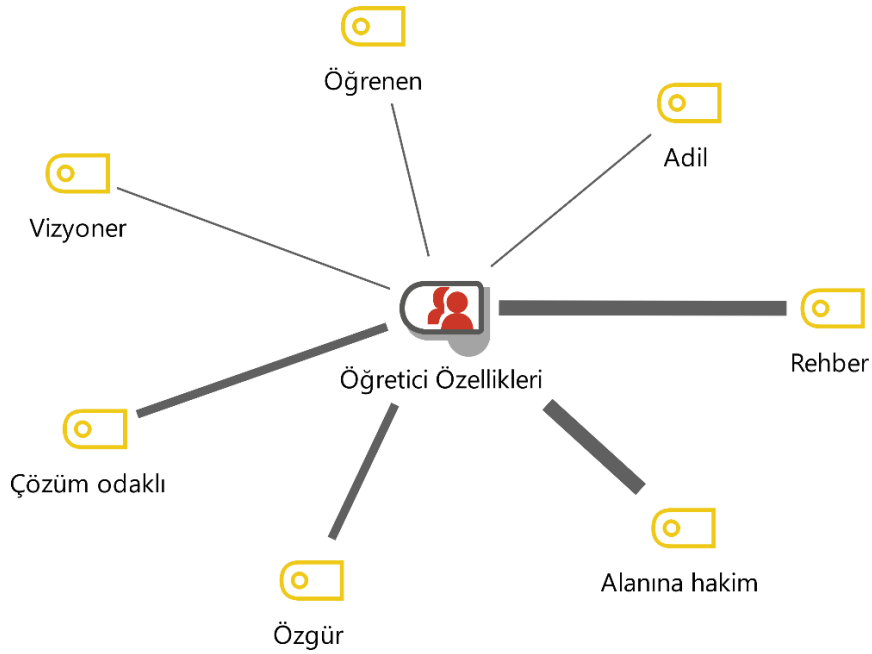 Öğrenen
Adil
Vizyoner
Rehber
Öğretici Özellikleri
Çözüm odaklı
Alanına hakim
Özgür